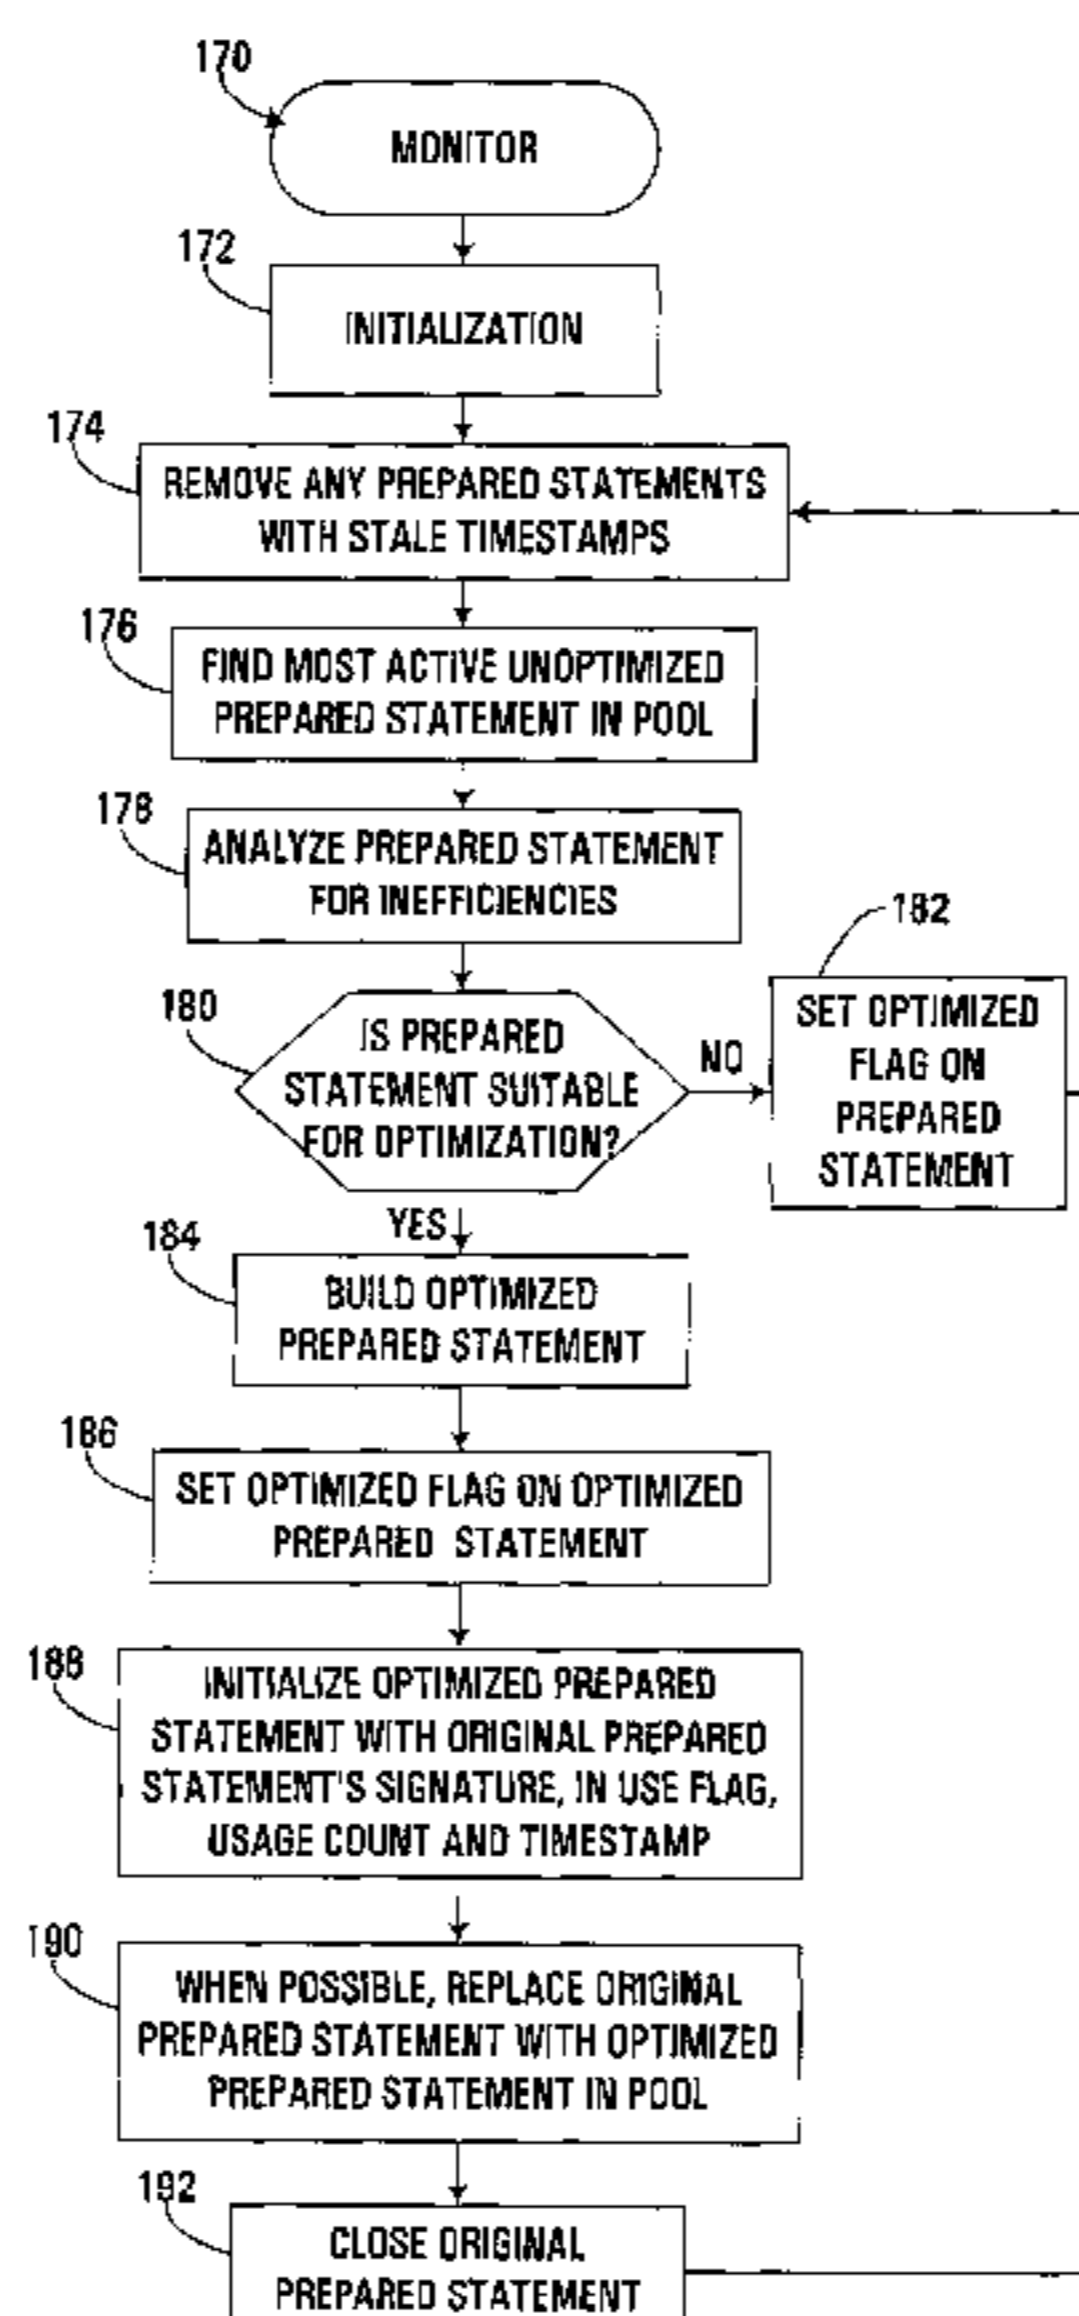 170
MONITOR
172
INITIALIZATION
174
REMOVE ANY PREPARED STATEMENTS
WITH STALE TIMESTAMPS
176
FIND MOST ACTIVE UNOPTIMIZED
PREPARED STATEMENT IN POOL
178
ANALYZE PREPARED STATEMENT
FOR INEFFICIENCIES
180
IS PREPARED
STATEMENT SUITABLE
FOR OPTIMIZATION?
NO
182
SET OPTIMIZED
FLAG ON
PREPARED
STATEMENT
YES
184
BUILD OPTIMIZED
PREPARED STATEMENT
186
SET OPTIMIZED FLAG ON OPTIMIZED
PREPARED STATEMENT
188
INITIALIZE OPTIMIZED PREPARED
STATEMENT WITH ORIGINAL PREPARED
STATEMENT'S SIGNATURE, IN USE FLAG,
USAGE COUNT AND TIMESTAMP
190
WHEN POSSIBLE, REPLACE ORIGINAL
PREPARED STATEMENT WITH OPTIMIZED
PREPARED STATEMENT IN POOL
192
CLOSE ORIGINAL
PREPARED STATEMENT